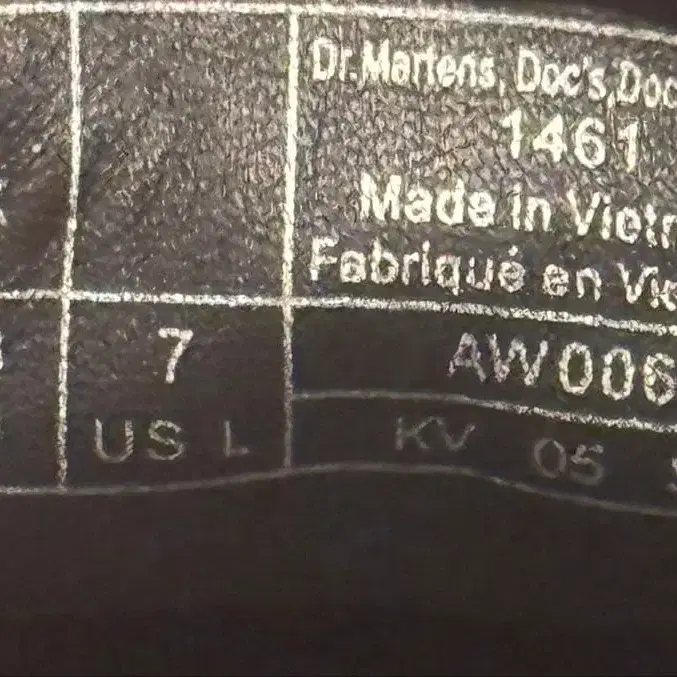 Dr.Martens, Doc's, Doc
1461
Made in Vietn
Fabriqué en Vi
7
AW006
US L
KV 05